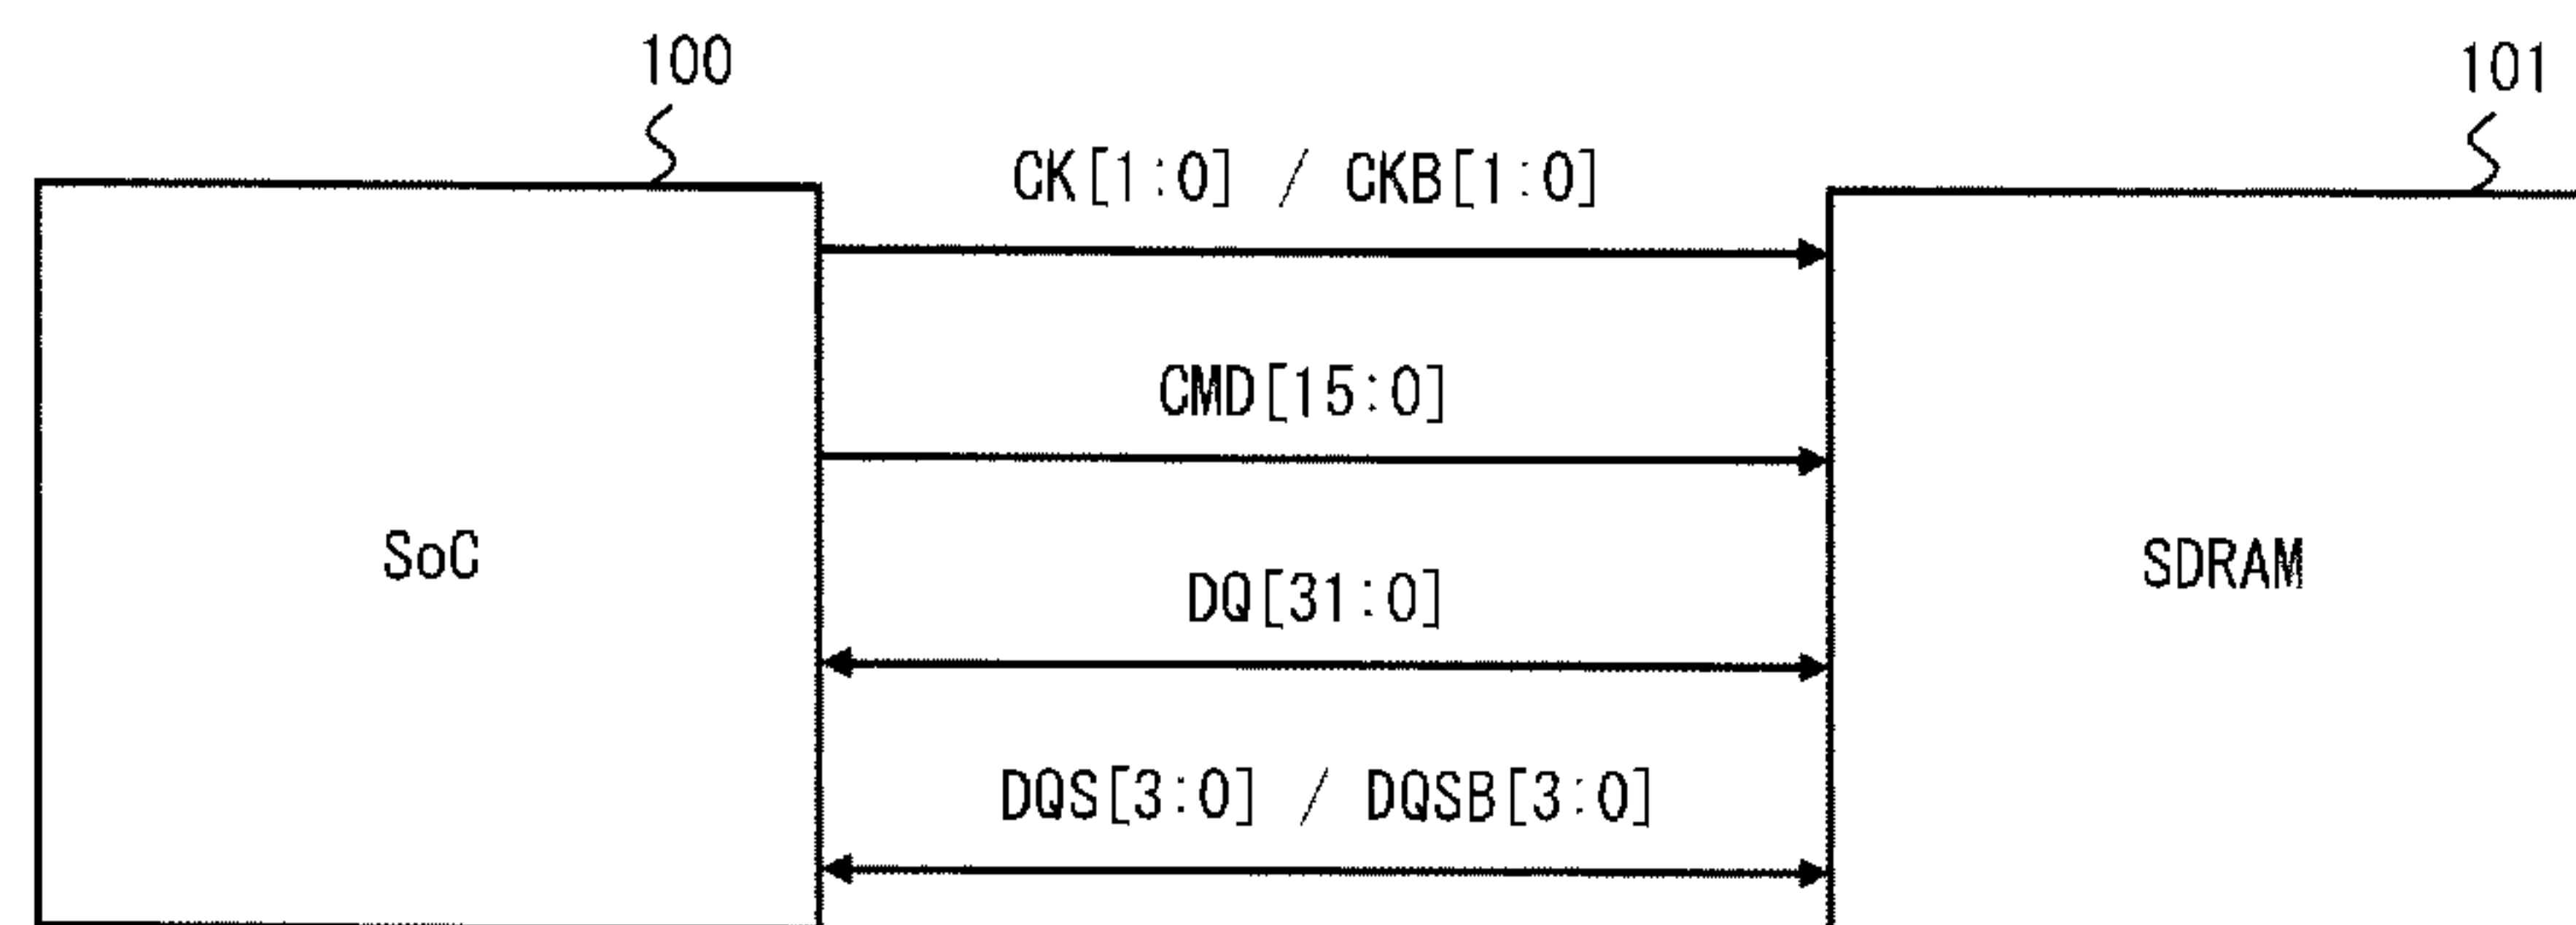 100
101
CK[1:0] / CKB[1:0]
CMD[15:0]
SoC
SDRAM
DQ[31:0]
DQS[3:0] / DQSB[3:0]